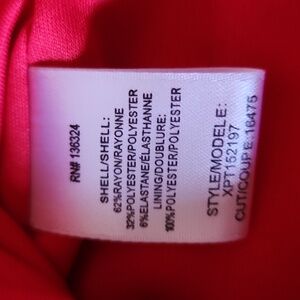 RN# 136324
SHELL/SHELL:
62%RAYON/RAYONNE
32%POLYESTER/POLYESTER
6%ELASTANE/ÉLASTHANNE
LINING/DOUBLURE:
100%POLYESTER/POLYESTER
STYLE/MODELE:
XPT152197
CUT/COUPE: 16475